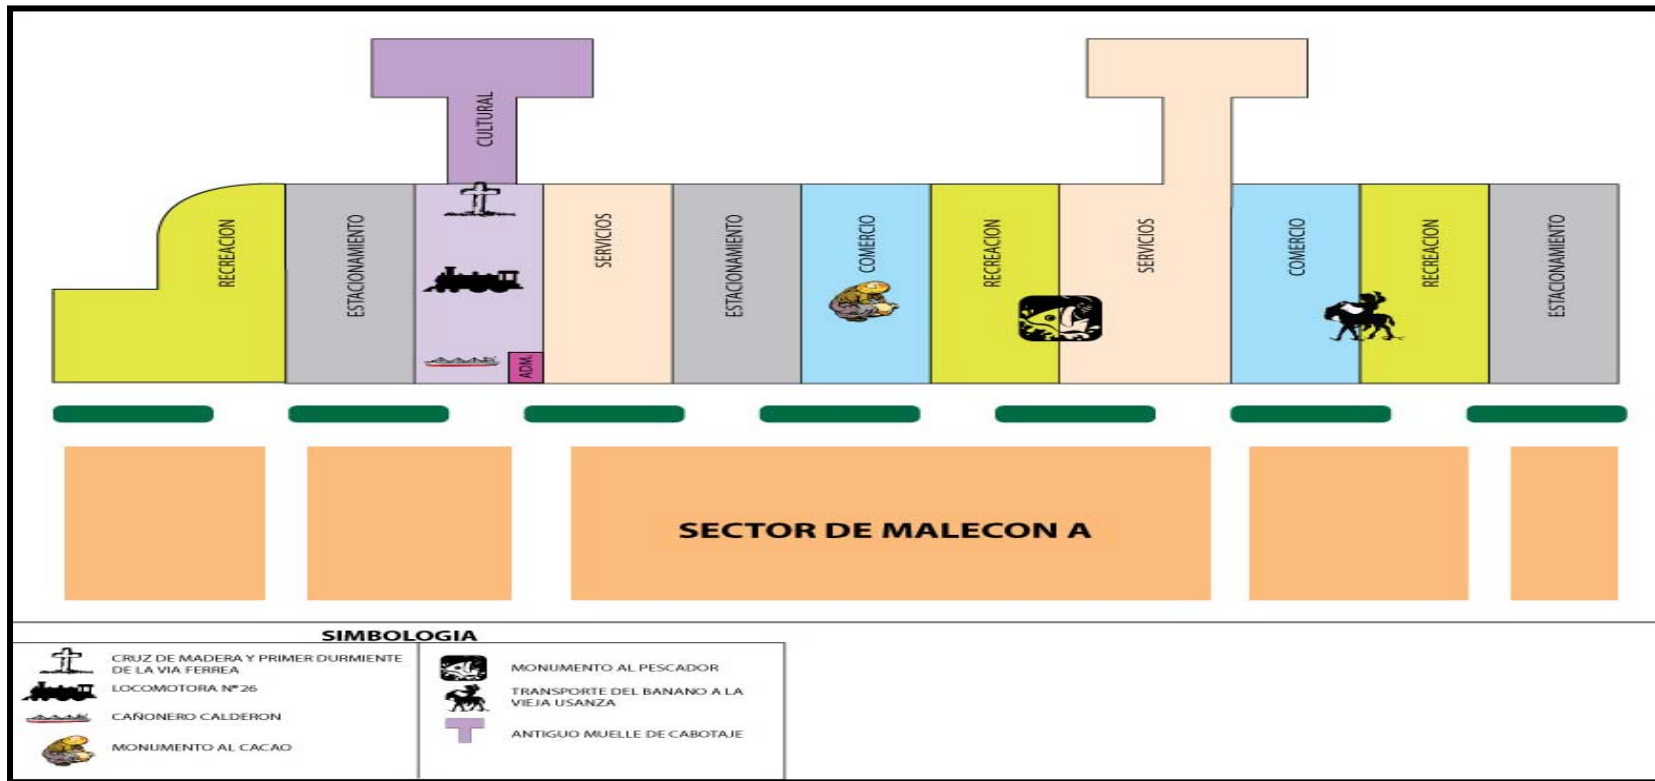 CULTURAL
RECREACION
ESTACIONAMIENTO
SERVICIOS
ESTACIONAMIENTO
COMERCIO
RECREACION
SERVICIOS
COMERCIO
RECREACION
ESTACIONAMIENTO
ADM.
SECTOR DE MALECON A
SIMBOLOGIA
CRUZ DE MADERA Y PRIMER DURMIENTE
DE LA VIA FERREA
LOCOMOTORA Nº 26
CAÑONERO CALDERON
MONUMENTO AL CACAO
MONUMENTO AL PESCADOR
TRANSPORTE DEL BANANO A LA
VIEJA USANZA
ANTIGUO MUELLE DE CABOTAJE